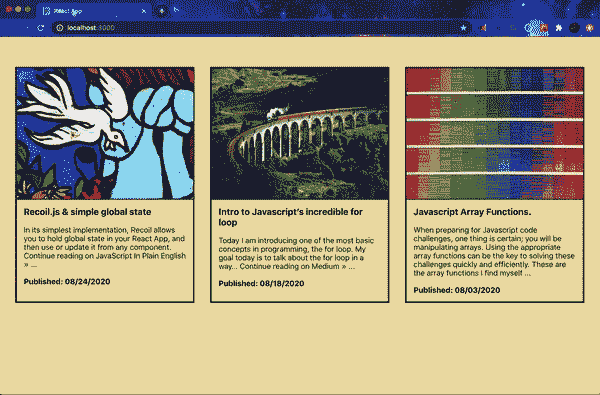 React App
localhost:3000
Recoil.js & simple global state
In its simplest implementation, Recoil allows
you to hold global state in your React App, and
then use or update it from any component.
Continue reading on JavaScript In Plain English
» ...
Published: 08/24/2020
Intro to Javascript's incredible for
loop
Today I am introducing one of the most basic
concepts in programming, the for loop. My
goal today is to talk about the for loop in a
way... Continue reading on Medium » ...
Published: 08/18/2020
Javascript Array Functions.
When preparing for Javascript code
challenges, one thing is certain; you will be
manipulating arrays. Using the appropriate
array functions can be the key to solving these
challenges quickly and efficiently. These are
the array functions I find myself ...
Published: 08/03/2020